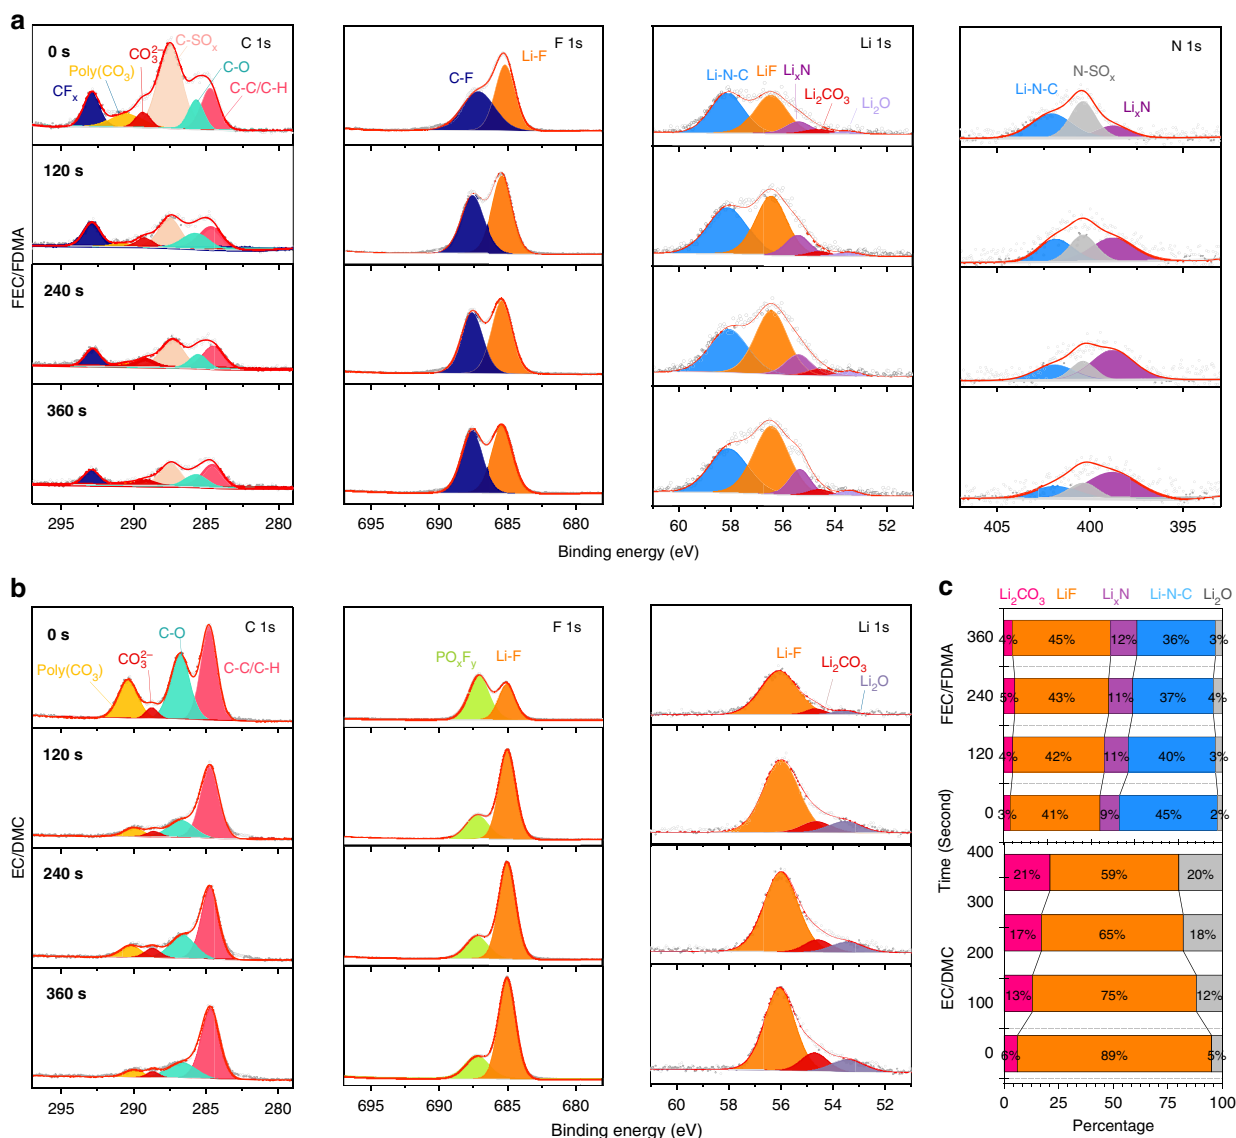 a
0 s
C 1s
C-SOx
CO3 2−
Poly(CO3)
C-O
CFx
C-C/C-H
F 1s
Li-F
C-F
Li 1s
Li-N-C
LiF
LixN
Li2CO3
Li2O
N 1s
N-SOx
Li-N-C
LixN
120 s
240 s
360 s
FEC/FDMA
295 290 285 280
695 690 685 680
60 58 56 54 52
405 400 395
Binding energy (eV)
b
0 s
C 1s
C-O
CO3 2−
Poly(CO3)
C-C/C-H
F 1s
POxFy
Li-F
Li 1s
Li-F
Li2CO3
Li2O
120 s
240 s
360 s
EC/DMC
295 290 285 280
695 690 685 680
60 58 56 54 52
Binding energy (eV)
c
Li2CO3 LiF LixN Li-N-C Li2O
360 4% 45% 12% 36% 3%
240 5% 43% 11% 37% 4%
120 4% 42% 11% 40% 3%
0 3% 41% 9% 45% 2%
FEC/FDMA
Time (Second)
EC/DMC
400
21% 59% 20%
300
17% 65% 18%
200
13% 75% 12%
100
0 6% 89% 5%
0 25 50 75 100
Percentage